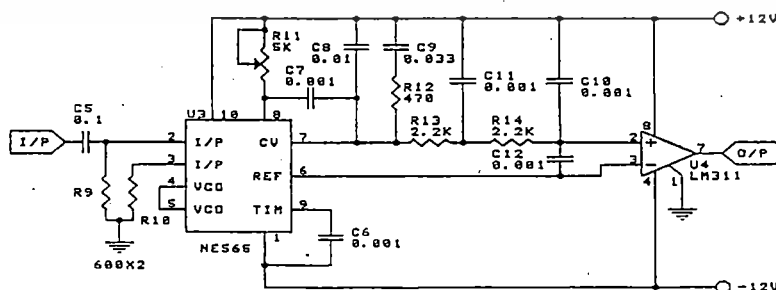 +12V
R11
5K
C8
0.01
C9
0.033
C7
0.001
R12
470
C11
0.001
C10
0.001
C5
0.1
U3
10
8
R13
2.2K
R14
2.2K
8
I/P
2
I/P
CV
7
2
+
7
O/P
3
I/P
C12
0.001
3
-
U4
LM311
R9
4
VCO
REF
6
4
1
5
VCO
TIM
9
R10
1
C6
0.001
600X2
NE565
-12V